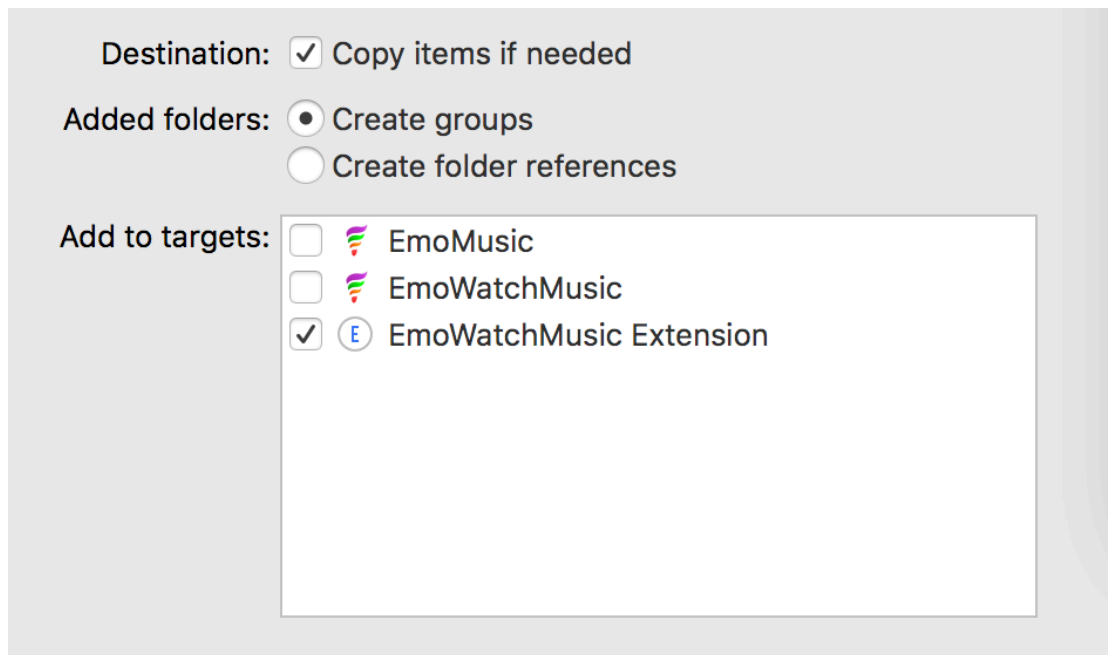 Destination: Copy items if needed
Added folders: Create groups
Create folder references
Add to targets: EmoMusic
EmoWatchMusic
E EmoWatchMusic Extension